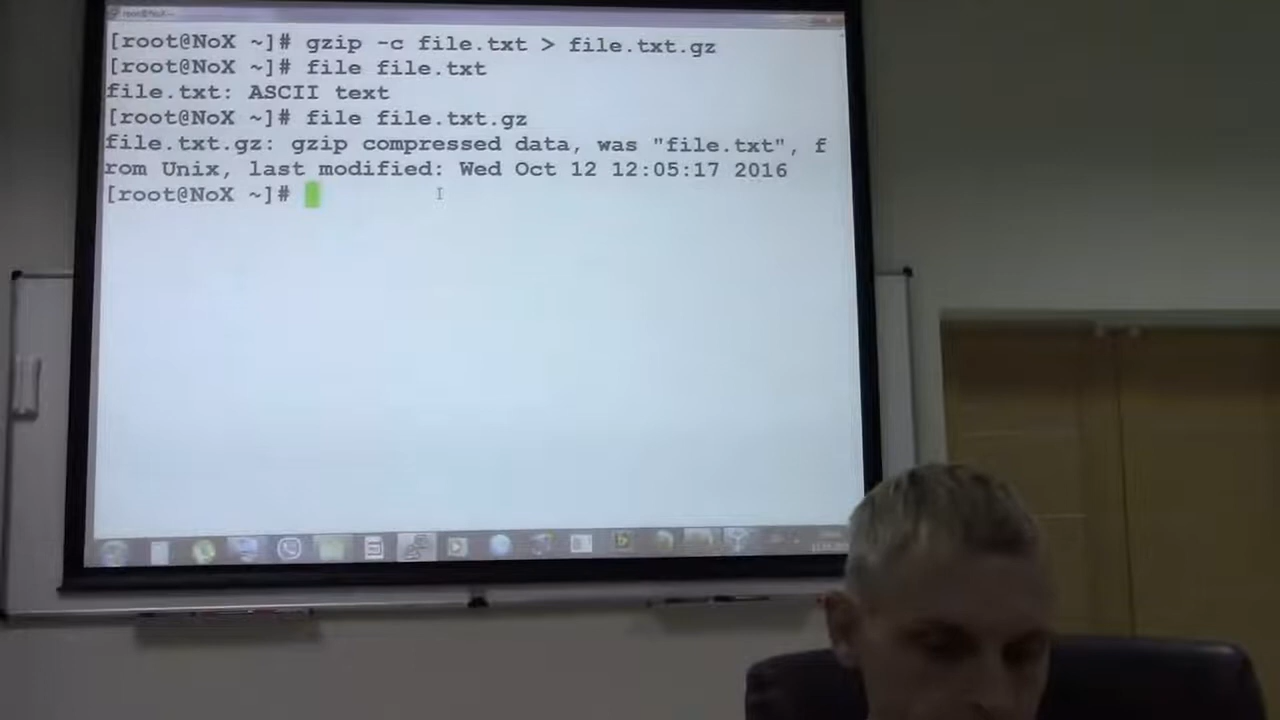 [root@NoX ~]# gzip -c file.txt > file.txt.gz
[root@NoX ~]# file file.txt
file.txt: ASCII text
[root@NoX ~]# file file.txt.gz
file.txt.gz: gzip compressed data, was "file.txt", f
rom Unix, last modified: Wed Oct 12 12:05:17 2016
[root@NoX ~]#